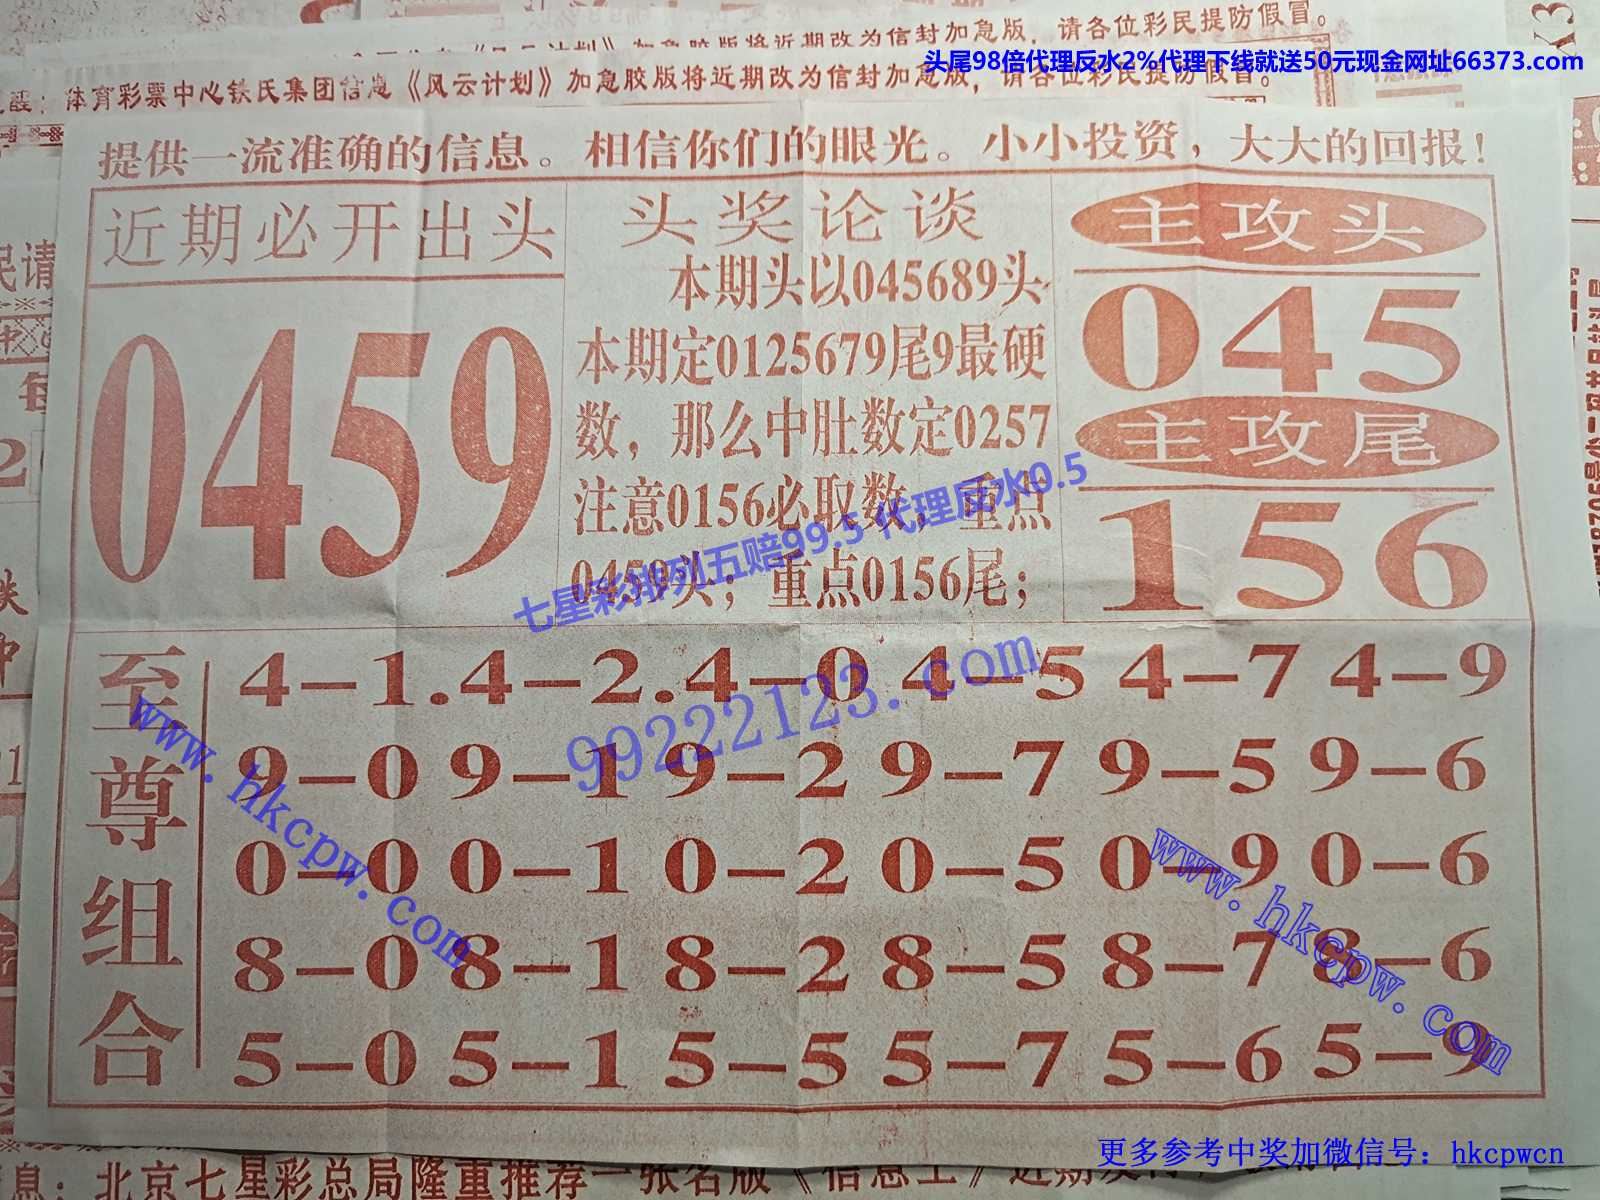 请各位彩民提防假冒。
头尾98倍代理反水2%代理下线就送50元现金网址66373.com
体育彩票中心铁氏集团信息《风云计划》加急胶版将近期改为信封加急版，请各位彩民提防假冒。
提供一流准确的信息。相信你们的眼光。小小投资，大大的回报！
近期必开出头
0459
头奖论谈
本期头以045689头
本期定0125679尾9最硬
数，那么中肚数定0257
注意0156必取数，重点
0459头；重点0156尾；
主攻头
045
主攻尾
156
七星彩排列五赔99.5 代理反水0.5
99222123.com
至尊组合
4-1.4-2.4-0 4-5 4-7 4-9
9-0 9-1 9-2 9-7 9-5 9-6
0-0 0-1 0-2 0-5 0-9 0-6
8-0 8-1 8-2 8-5 8-7 8-6
5-0 5-1 5-5 5-7 5-6 5-9
www.hkcpw.com
www.hkcpw.com
更多参考中奖加微信号：hkcpwcn
息：北京七星彩总局隆重推荐一张名版《信息王》近期发行